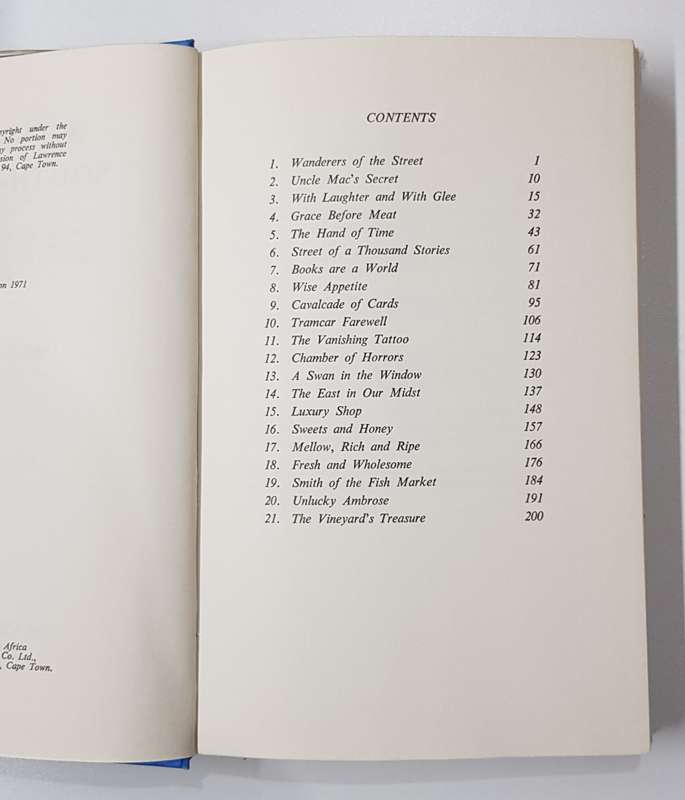 pyright under the
No portion may
process without
sion of Lawrence
94, Cape Town.
on 1971
Africa
Co. Ltd.,
Cape Town.
CONTENTS
1. Wanderers of the Street 1
2. Uncle Mac's Secret 10
3. With Laughter and With Glee 15
4. Grace Before Meat 32
5. The Hand of Time 43
6. Street of a Thousand Stories 61
7. Books are a World 71
8. Wise Appetite 81
9. Cavalcade of Cards 95
10. Tramcar Farewell 106
11. The Vanishing Tattoo 114
12. Chamber of Horrors 123
13. A Swan in the Window 130
14. The East in Our Midst 137
15. Luxury Shop 148
16. Sweets and Honey 157
17. Mellow, Rich and Ripe 166
18. Fresh and Wholesome 176
19. Smith of the Fish Market 184
20. Unlucky Ambrose 191
21. The Vineyard's Treasure 200